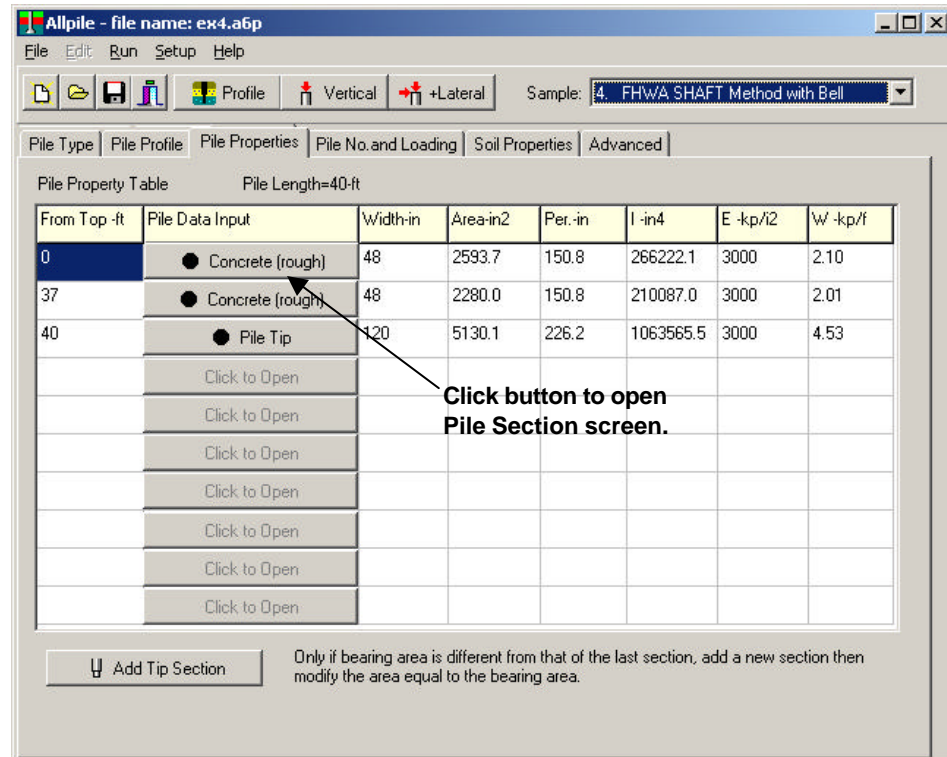 Allpile - file name: ex4.a6p
File Edit Run Setup Help
Profile Vertical +Lateral Sample: 4. FHWA SHAFT Method with Bell
Pile Type Pile Profile Pile Properties Pile No.and Loading Soil Properties Advanced
Pile Property Table Pile Length=40-ft
From Top -ft Pile Data Input Width-in Area-in2 Per.-in I -in4 E -kp/i2 W -kp/f
0 Concrete (rough) 48 2593.7 150.8 266222.1 3000 2.10
37 Concrete (rough) 48 2280.0 150.8 210087.0 3000 2.01
40 Pile Tip 120 5130.1 226.2 1063565.5 3000 4.53
Click to Open
Click to Open
Click to Open
Click to Open
Click to Open
Click to Open
Click to Open
Click button to open
Pile Section screen.
Add Tip Section
Only if bearing area is different from that of the last section, add a new section then
modify the area equal to the bearing area.